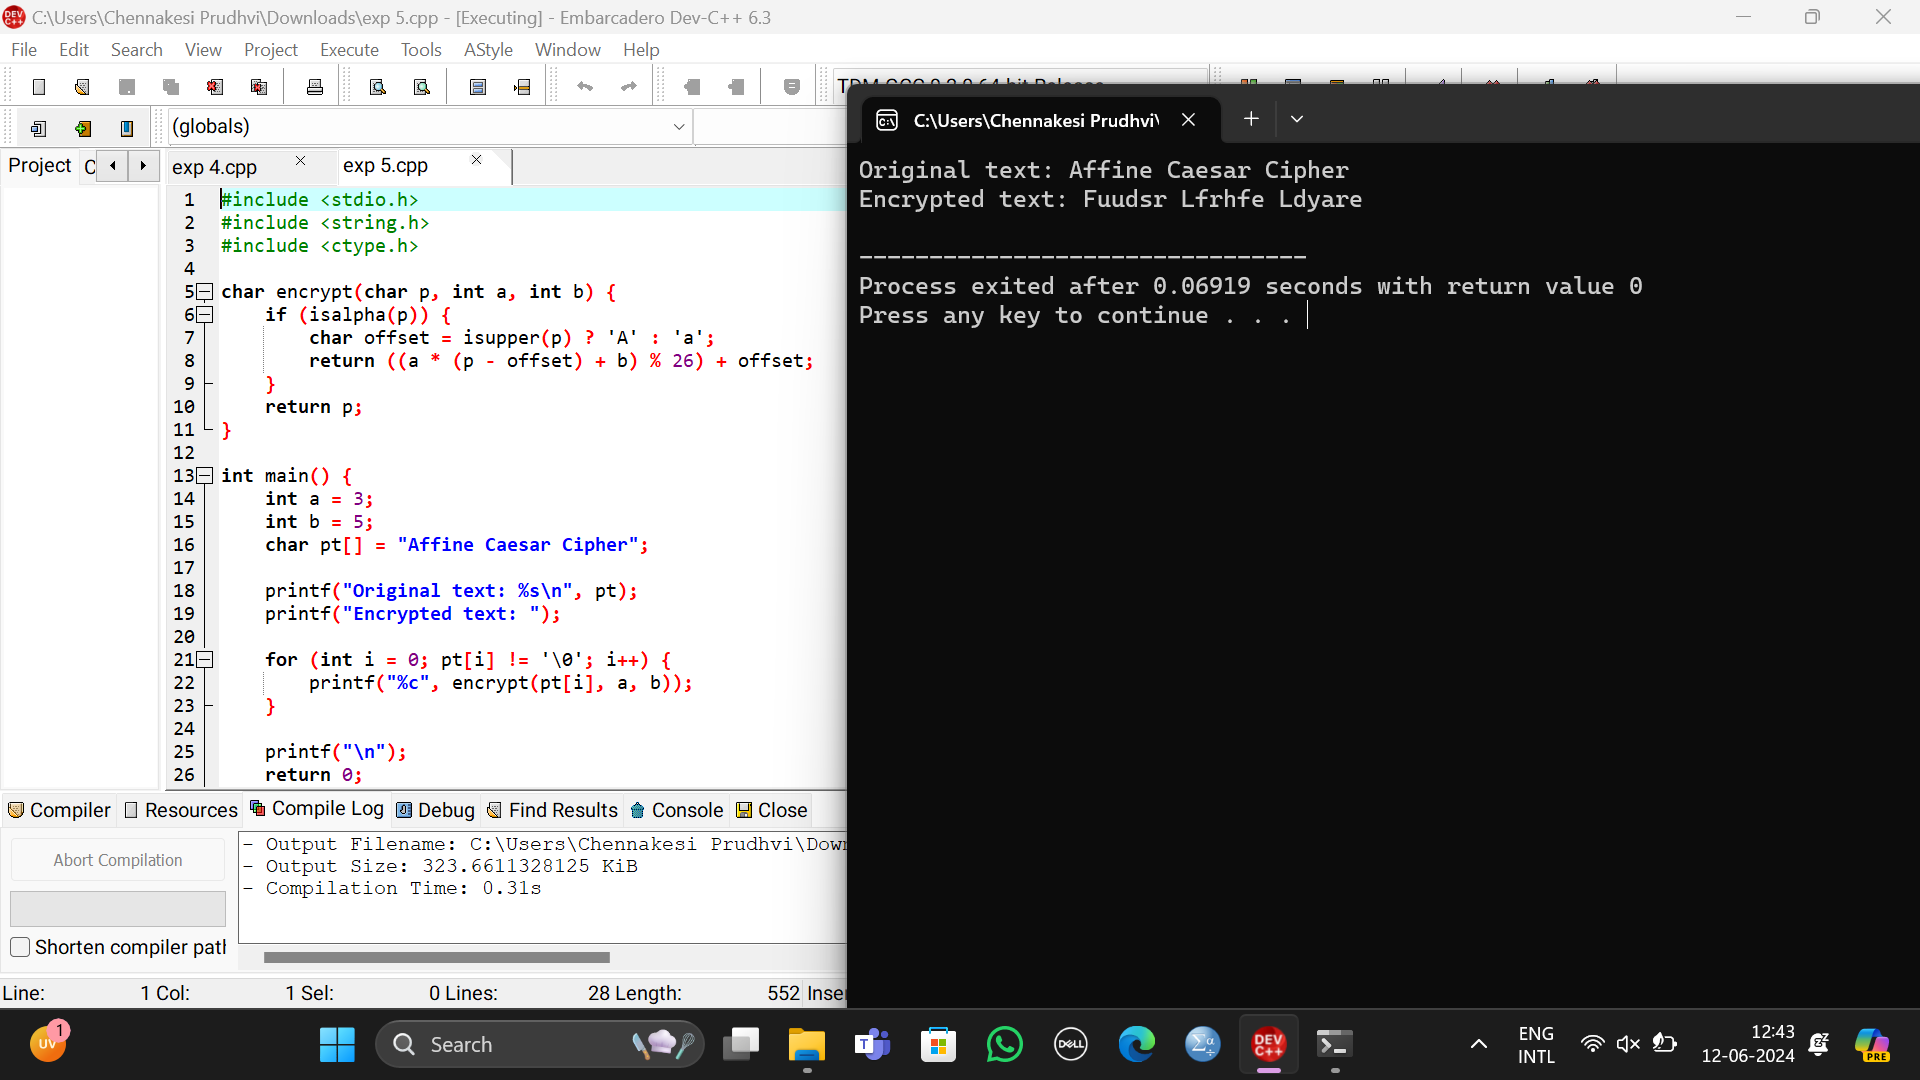 C:\Users\Chennakesi Prudhvi\Downloads\exp 5.cpp - [Executing] - Embarcadero Dev-C++ 6.3
File Edit Search View Project Execute Tools AStyle Window Help
(globals)
Project
exp 4.cpp
exp 5.cpp
1 #include <stdio.h>
2 #include <string.h>
3 #include <ctype.h>
4
5 char encrypt(char p, int a, int b) {
6 if (isalpha(p)) {
7 char offset = isupper(p) ? 'A' : 'a';
8 return ((a * (p - offset) + b) % 26) + offset;
9 }
10 return p;
11 }
12
13 int main() {
14 int a = 3;
15 int b = 5;
16 char pt[] = "Affine Caesar Cipher";
17
18 printf("Original text: %s\n", pt);
19 printf("Encrypted text: ");
20
21 for (int i = 0; pt[i] != '\0'; i++) {
22 printf("%c", encrypt(pt[i], a, b));
23 }
24
25 printf("\n");
26 return 0;
C:\Users\Chennakesi Prudhvi\
Original text: Affine Caesar Cipher
Encrypted text: Fuudsr Lfrhfe Ldyare
--------------------------------
Process exited after 0.06919 seconds with return value 0
Press any key to continue . . .
Compiler Resources Compile Log Debug Find Results Console Close
Abort Compilation
Shorten compiler pat
- Output Filename: C:\Users\Chennakesi Prudhvi\Dow
- Output Size: 323.6611328125 KiB
- Compilation Time: 0.31s
Line: 1 Col: 1 Sel: 0 Lines: 28 Length: 552 Inse
UV 1
Search
DELL
DEV C++
ENG
INTL
12:43
12-06-2024
PRE